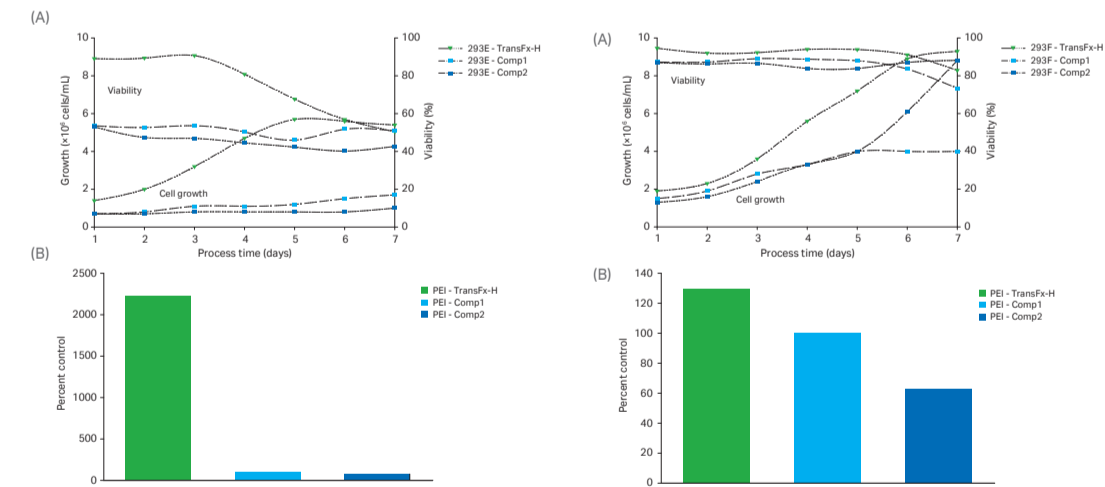 (A)
10
8
6
4
2
0
Growth (×10⁶ cells/mL)
100
80
60
40
20
0
Viability (%)
Viability
Cell growth
1 2 3 4 5 6 7
Process time (days)
293E - TransFx-H
293E - Comp1
293E - Comp2
(A)
10
8
6
4
2
0
Growth (×10⁶ cells/mL)
100
80
60
40
20
0
Viability (%)
Viability
Cell growth
1 2 3 4 5 6 7
Process time (days)
293F - TransFx-H
293F - Comp1
293F - Comp2
(B)
2500
2000
1500
1000
500
0
Percent control
PEI - TransFx-H
PEI - Comp1
PEI - Comp2
(B)
140
120
100
80
60
40
20
0
Percent control
PEI - TransFx-H
PEI - Comp1
PEI - Comp2